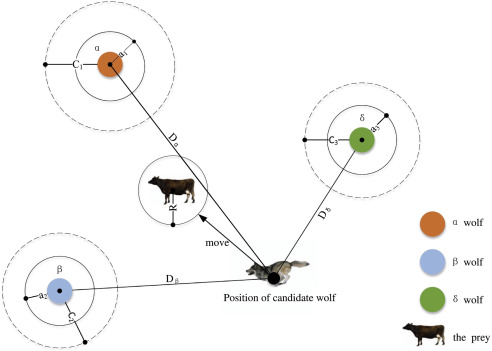 α
a1
C1
Dα
δ
a3
C3
R
Dδ
move
β
Dβ
a2
C2
Position of candidate wolf
α wolf
β wolf
δ wolf
the prey